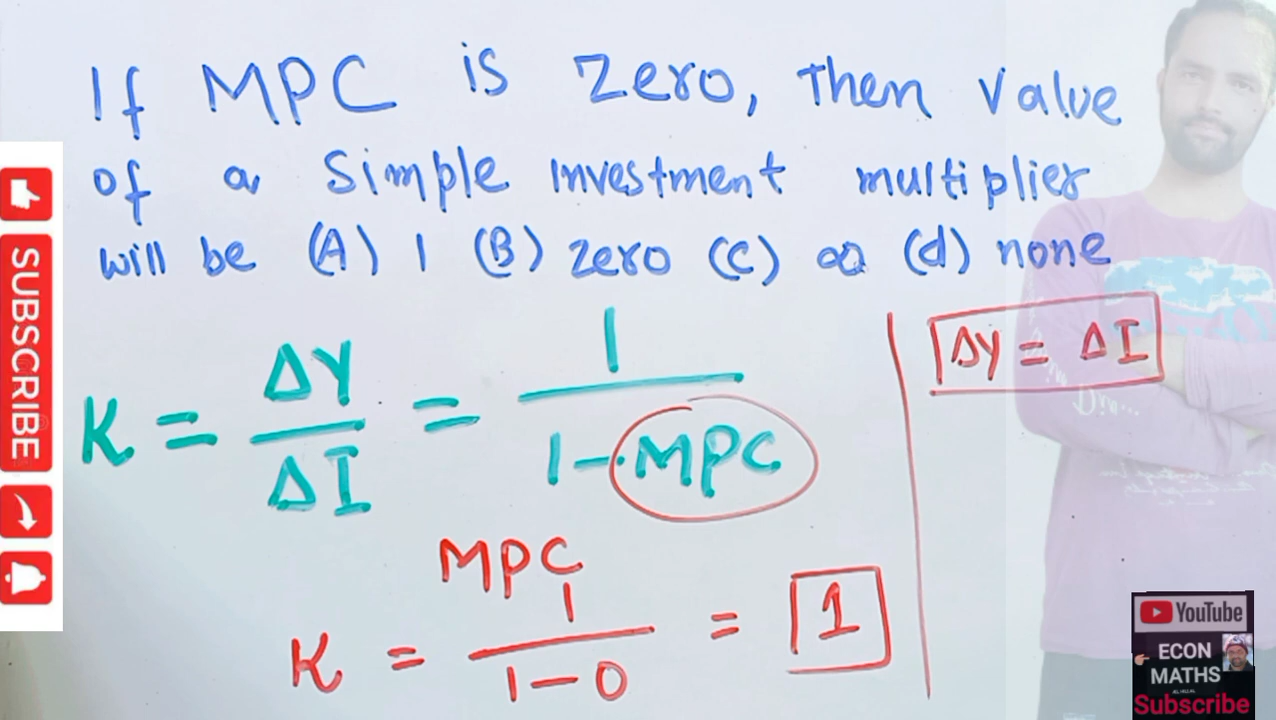 If MPC is zero, then value
of a simple investment multiplier
will be (A) 1 (B) zero (c) ∞ (d) none
K = ΔY/ΔI = 1/1-MPC
ΔY = ΔI
MPC
K = 1/1-0 = 1
SUBSCRIBE
YouTube
ECON
MATHS
Subscribe